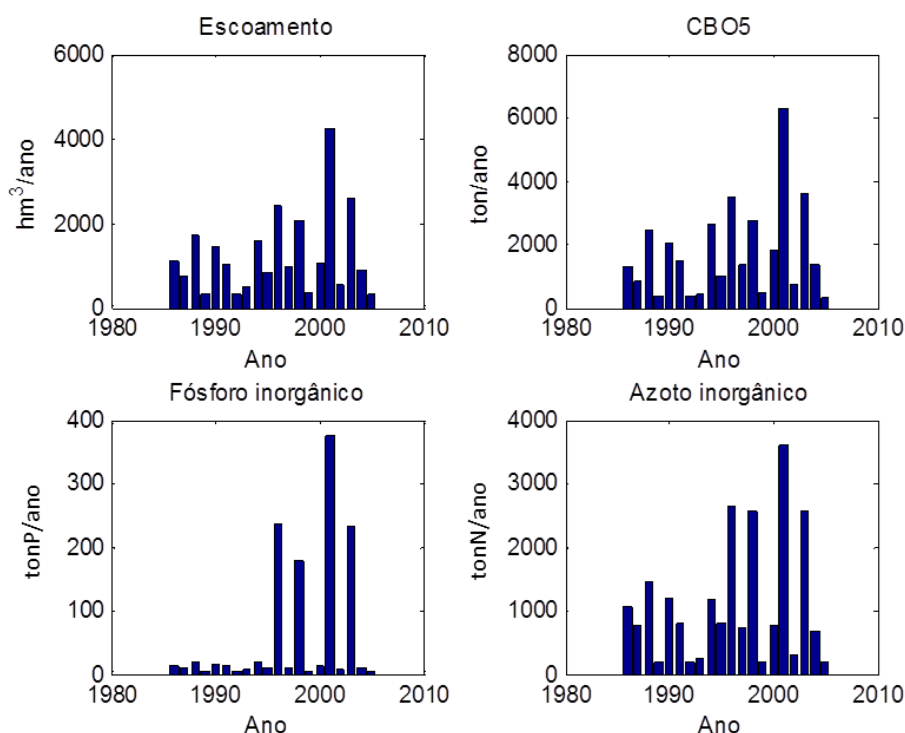 Escoamento
6000
4000
2000
0
hm³/ano
1980 1990 2000 2010
Ano
CBO5
8000
6000
4000
2000
0
ton/ano
1980 1990 2000 2010
Ano
Fósforo inorgânico
400
300
200
100
0
tonP/ano
1980 1990 2000 2010
Ano
Azoto inorgânico
4000
3000
2000
1000
0
tonN/ano
1980 1990 2000 2010
Ano